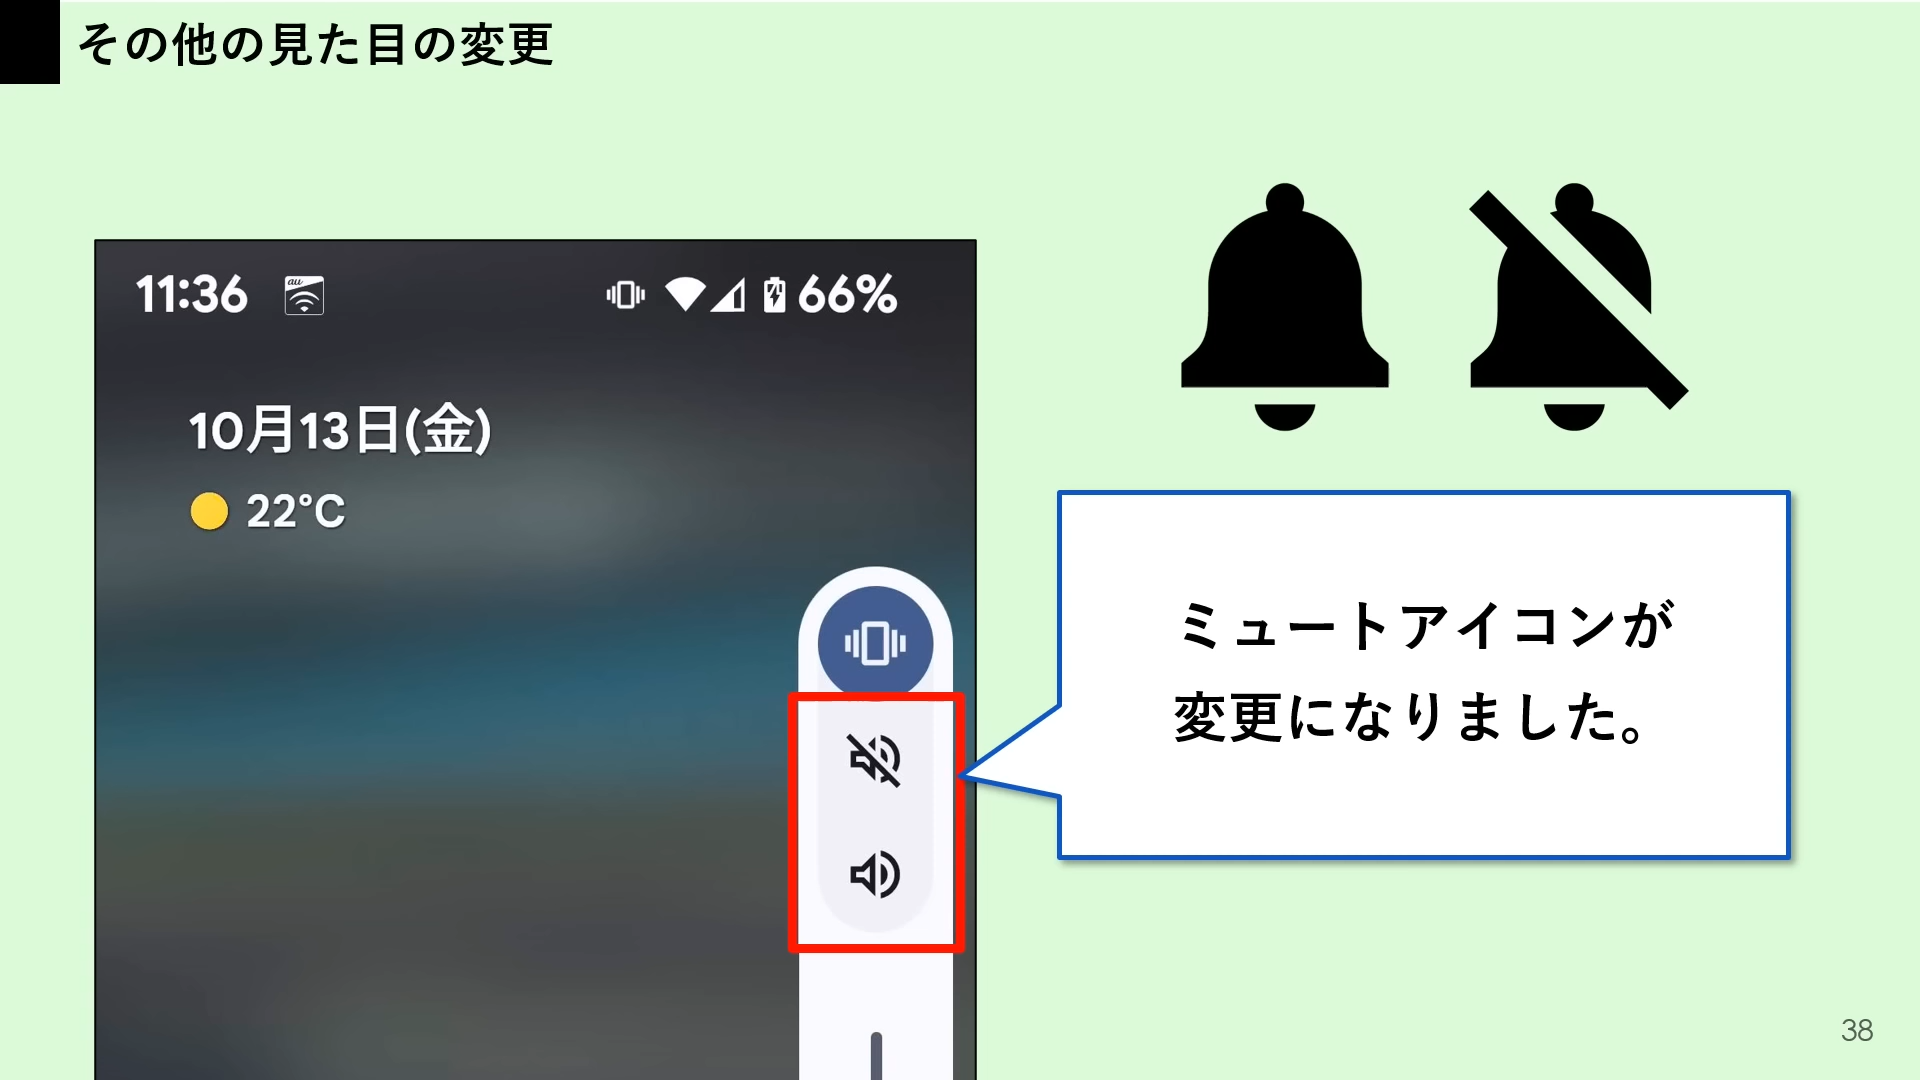 その他の見た目の変更
11:36 au 66%
10月13日(金)
22°C
ミュートアイコンが
変更になりました。
38